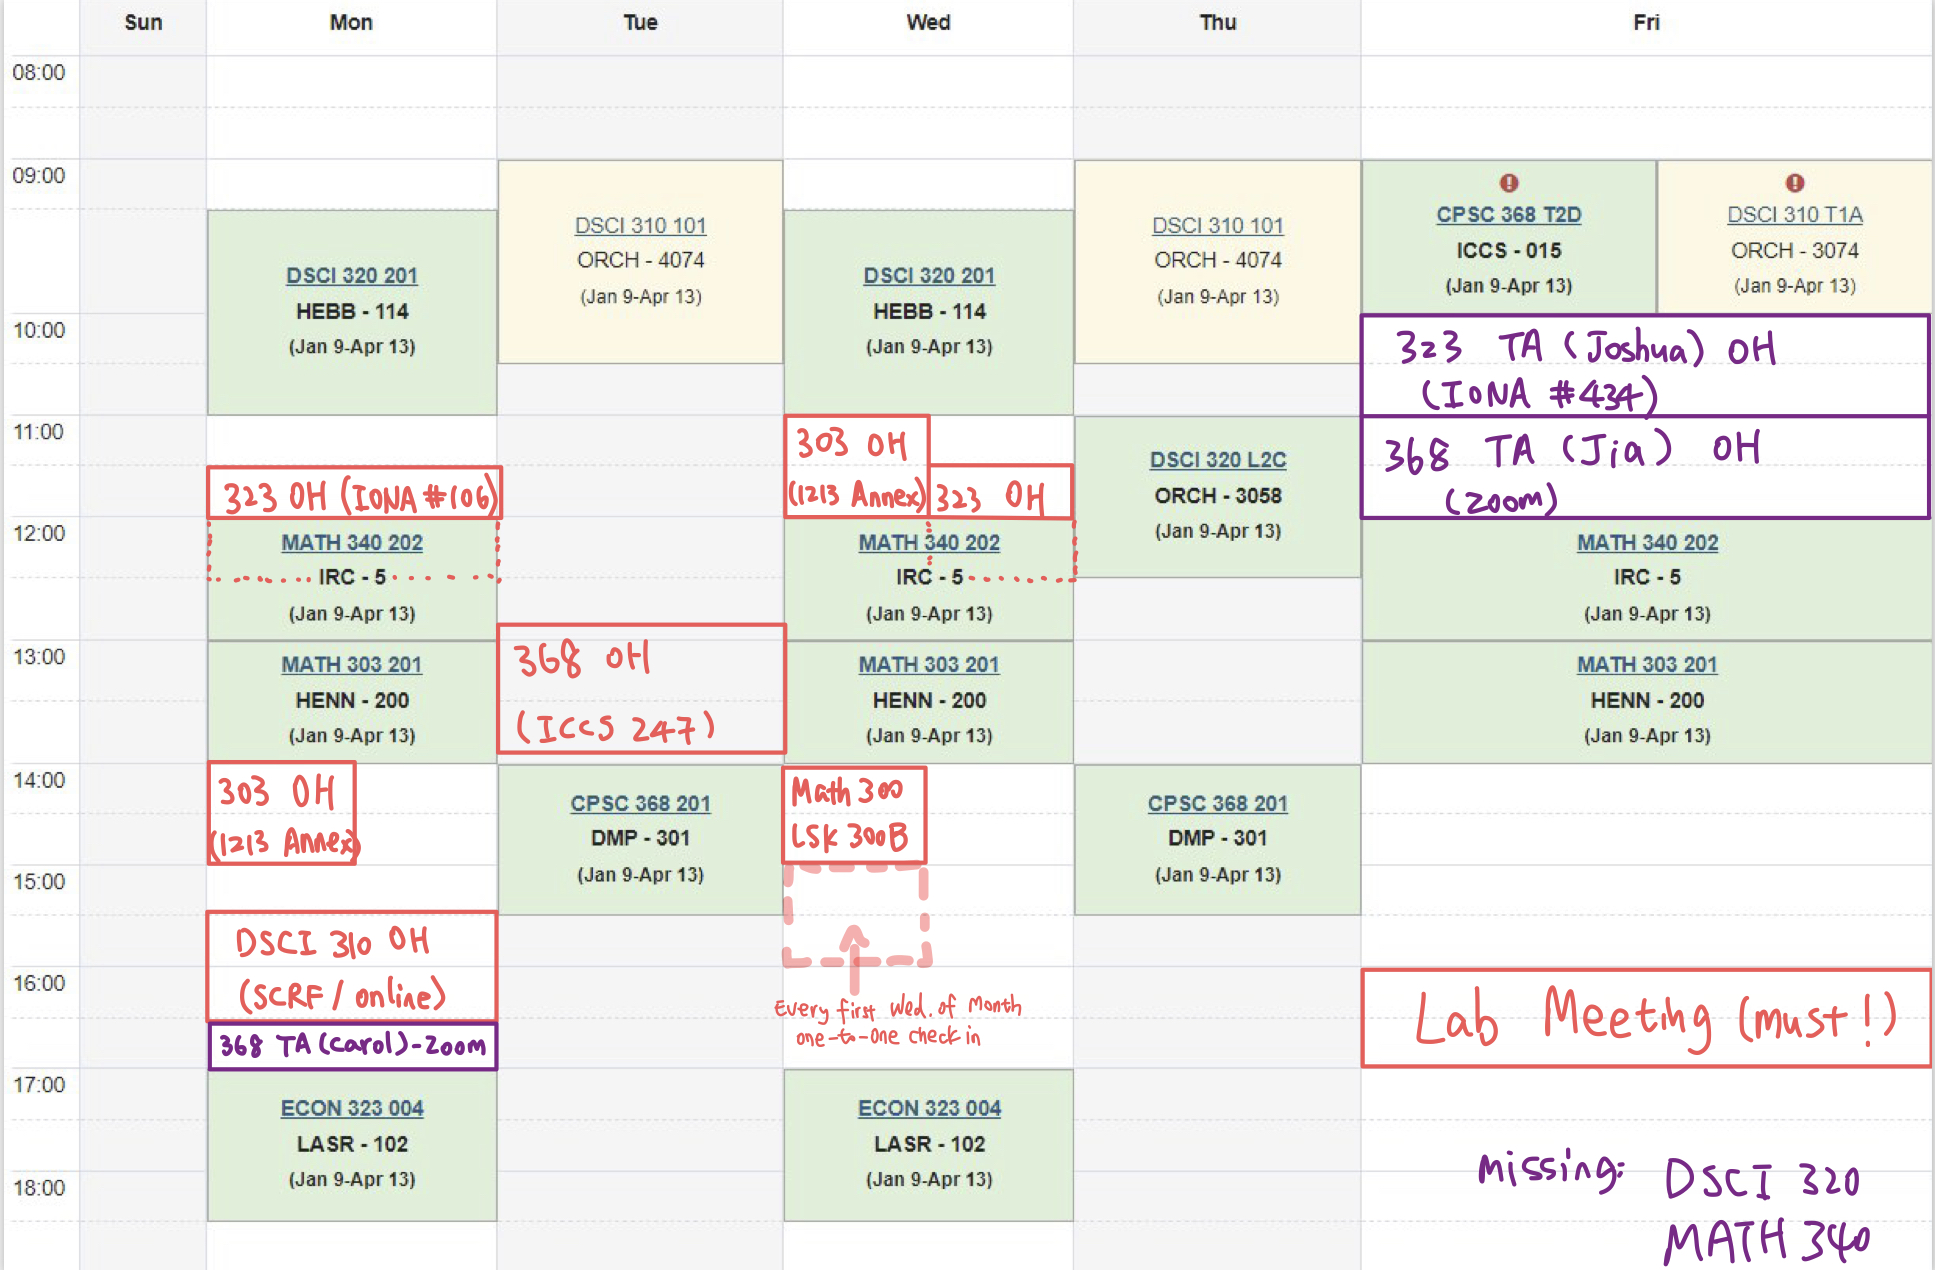 Sun Mon Tue Wed Thu Fri
08:00
09:00
10:00
11:00
12:00
13:00
14:00
15:00
16:00
17:00
18:00
DSCI 320 201
HEBB - 114
(Jan 9-Apr 13)
323 OH (IONA #106)
MATH 340 202
IRC - 5
(Jan 9-Apr 13)
MATH 303 201
HENN - 200
(Jan 9-Apr 13)
303 OH
(1213 Annex)
DSCI 310 OH
(SCRF / online)
368 TA (Carol) - Zoom
ECON 323 004
LASR - 102
(Jan 9-Apr 13)
DSCI 310 101
ORCH - 4074
(Jan 9-Apr 13)
368 OH
(ICCS 247)
CPSC 368 201
DMP - 301
(Jan 9-Apr 13)
DSCI 320 201
HEBB - 114
(Jan 9-Apr 13)
303 OH
(1213 Annex)
323 OH
MATH 340 202
IRC - 5
(Jan 9-Apr 13)
MATH 303 201
HENN - 200
(Jan 9-Apr 13)
Math 300
LSK 300B
Every first Wed. of Month
one-to-one check in
ECON 323 004
LASR - 102
(Jan 9-Apr 13)
DSCI 310 101
ORCH - 4074
(Jan 9-Apr 13)
DSCI 320 L2C
ORCH - 3058
(Jan 9-Apr 13)
CPSC 368 201
DMP - 301
(Jan 9-Apr 13)
CPSC 368 T2D
ICCS - 015
(Jan 9-Apr 13)
DSCI 310 T1A
ORCH - 3074
(Jan 9-Apr 13)
323 TA (Joshua) OH
(IONA #434)
368 TA (Jia) OH
(Zoom)
MATH 340 202
IRC - 5
(Jan 9-Apr 13)
MATH 303 201
HENN - 200
(Jan 9-Apr 13)
Lab Meeting (must!)
Missing: DSCI 320
MATH 340